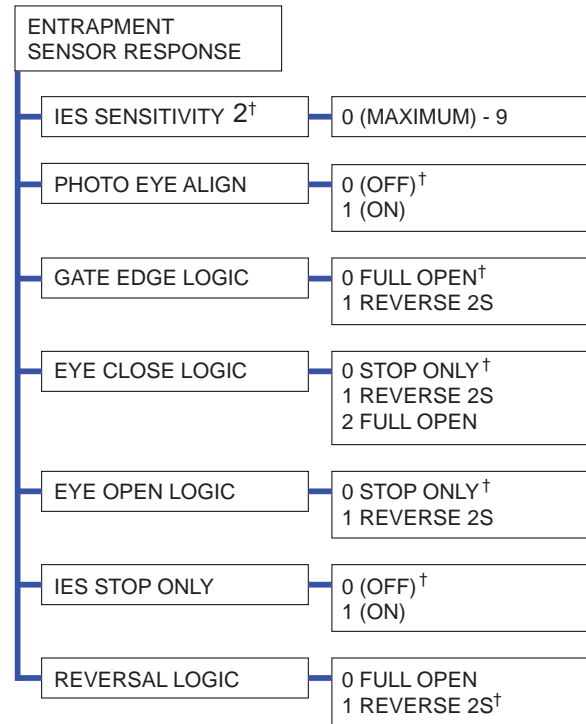 ENTRAPMENT
SENSOR RESPONSE
IES SENSITIVITY 2†
0 (MAXIMUM) - 9
PHOTO EYE ALIGN
0 (OFF)†
1 (ON)
GATE EDGE LOGIC
0 FULL OPEN†
1 REVERSE 2S
EYE CLOSE LOGIC
0 STOP ONLY†
1 REVERSE 2S
2 FULL OPEN
EYE OPEN LOGIC
0 STOP ONLY†
1 REVERSE 2S
IES STOP ONLY
0 (OFF)†
1 (ON)
REVERSAL LOGIC
0 FULL OPEN
1 REVERSE 2S†